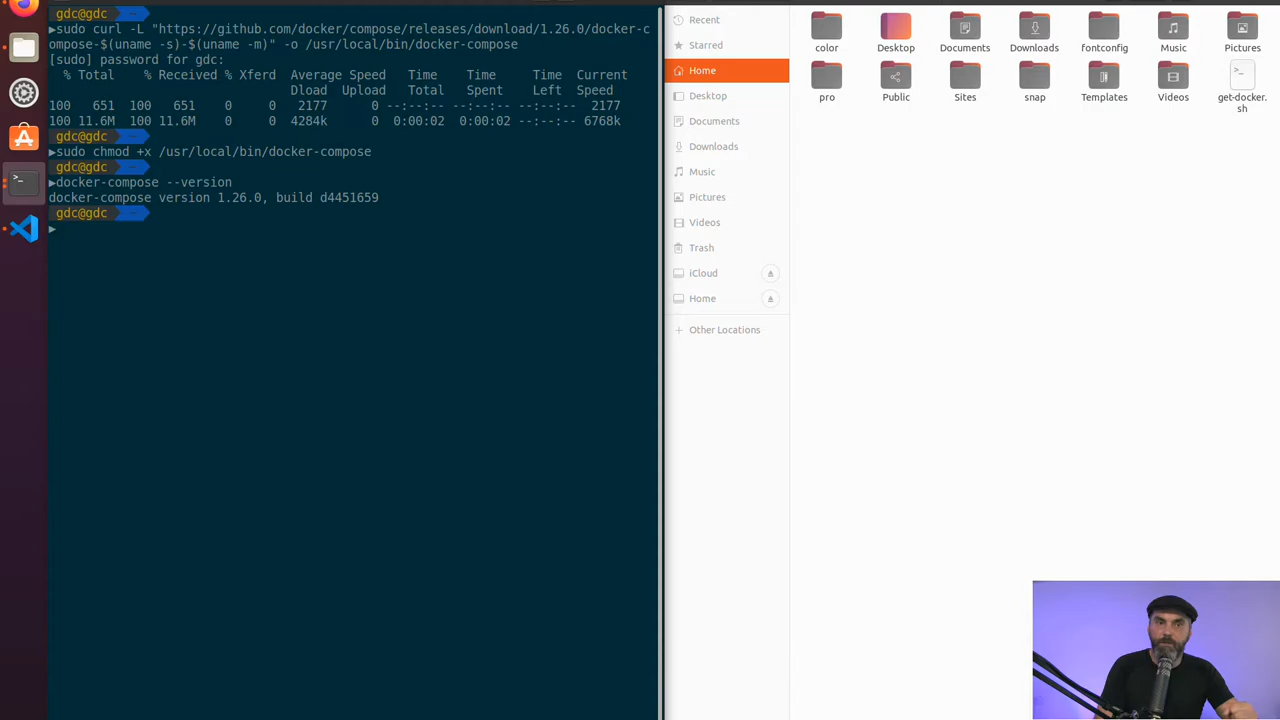 gdc@gdc ~
▶sudo curl -L "https://github.com/docker/compose/releases/download/1.26.0/docker-c
ompose-$(uname -s)-$(uname -m)" -o /usr/local/bin/docker-compose
[sudo] password for gdc:
% Total % Received % Xferd Average Speed Time Time Time Current
Dload Upload Total Spent Left Speed
100 651 100 651 0 0 2177 0 --:--:-- --:--:-- --:--:-- 2177
100 11.6M 100 11.6M 0 0 4284k 0 0:00:02 0:00:02 --:--:-- 6768k
gdc@gdc ~
▶sudo chmod +x /usr/local/bin/docker-compose
gdc@gdc ~
▶docker-compose --version
docker-compose version 1.26.0, build d4451659
gdc@gdc ~
▶
Recent
Starred
Home
Desktop
Documents
Downloads
Music
Pictures
Videos
Trash
iCloud
Home
+ Other Locations
color Desktop Documents Downloads fontconfig Music Pictures
pro Public Sites snap Templates Videos get-docker.
sh